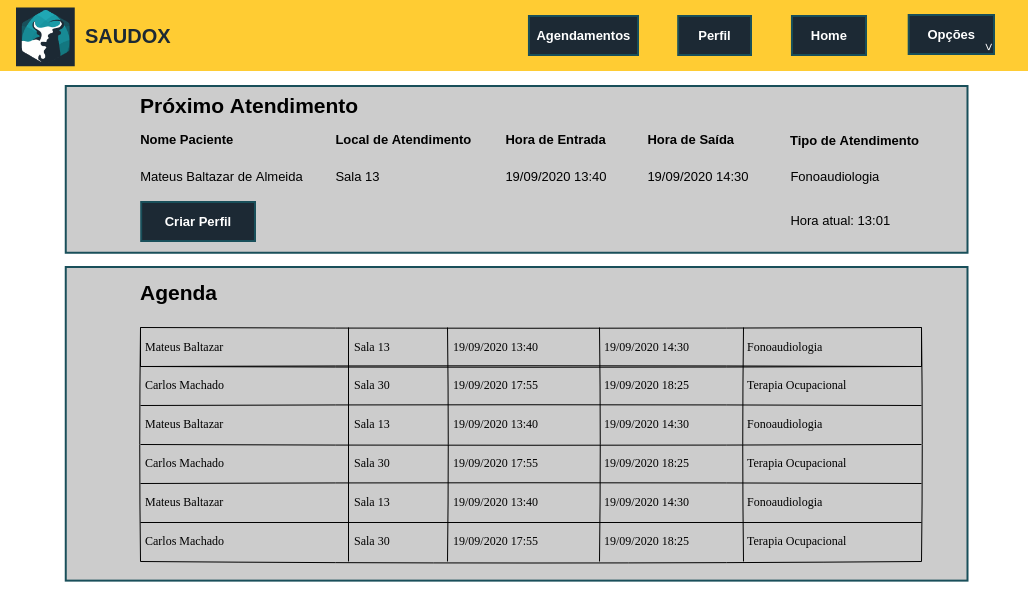 SAUDOX Agendamentos Perfil Home Opções V
Próximo Atendimento
Nome Paciente Local de Atendimento Hora de Entrada Hora de Saída Tipo de Atendimento
Mateus Baltazar de Almeida Sala 13 19/09/2020 13:40 19/09/2020 14:30 Fonoaudiologia
Criar Perfil Hora atual: 13:01
Agenda
Mateus Baltazar Sala 13 19/09/2020 13:40 19/09/2020 14:30 Fonoaudiologia
Carlos Machado Sala 30 19/09/2020 17:55 19/09/2020 18:25 Terapia Ocupacional
Mateus Baltazar Sala 13 19/09/2020 13:40 19/09/2020 14:30 Fonoaudiologia
Carlos Machado Sala 30 19/09/2020 17:55 19/09/2020 18:25 Terapia Ocupacional
Mateus Baltazar Sala 13 19/09/2020 13:40 19/09/2020 14:30 Fonoaudiologia
Carlos Machado Sala 30 19/09/2020 17:55 19/09/2020 18:25 Terapia Ocupacional